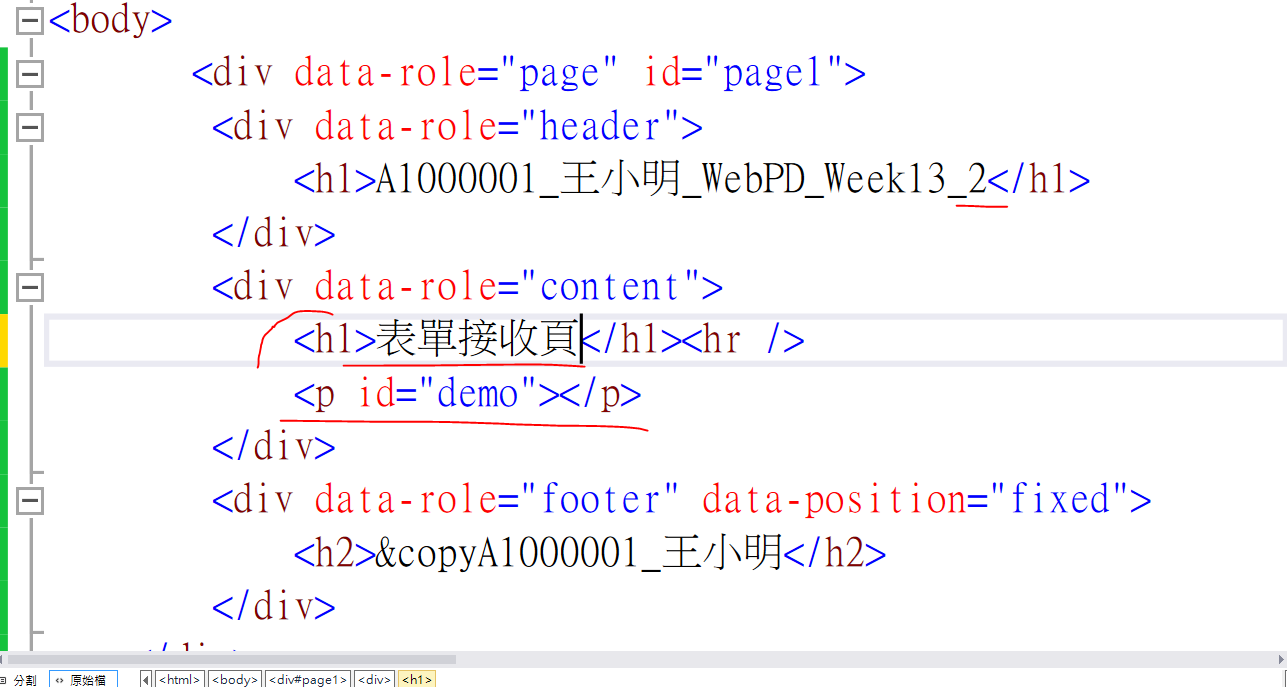 <body>
<div data-role="page" id="page1">
<div data-role="header">
<h1>A1000001_王小明_WebPD_Week13_2</h1>
</div>
<div data-role="content">
<h1>表單接收頁</h1><hr />
<p id="demo"></p>
</div>
<div data-role="footer" data-position="fixed">
<h2>&copyA1000001_王小明</h2>
</div>
分割 原始檔 <html> <body> <div#page1> <div> <h1>